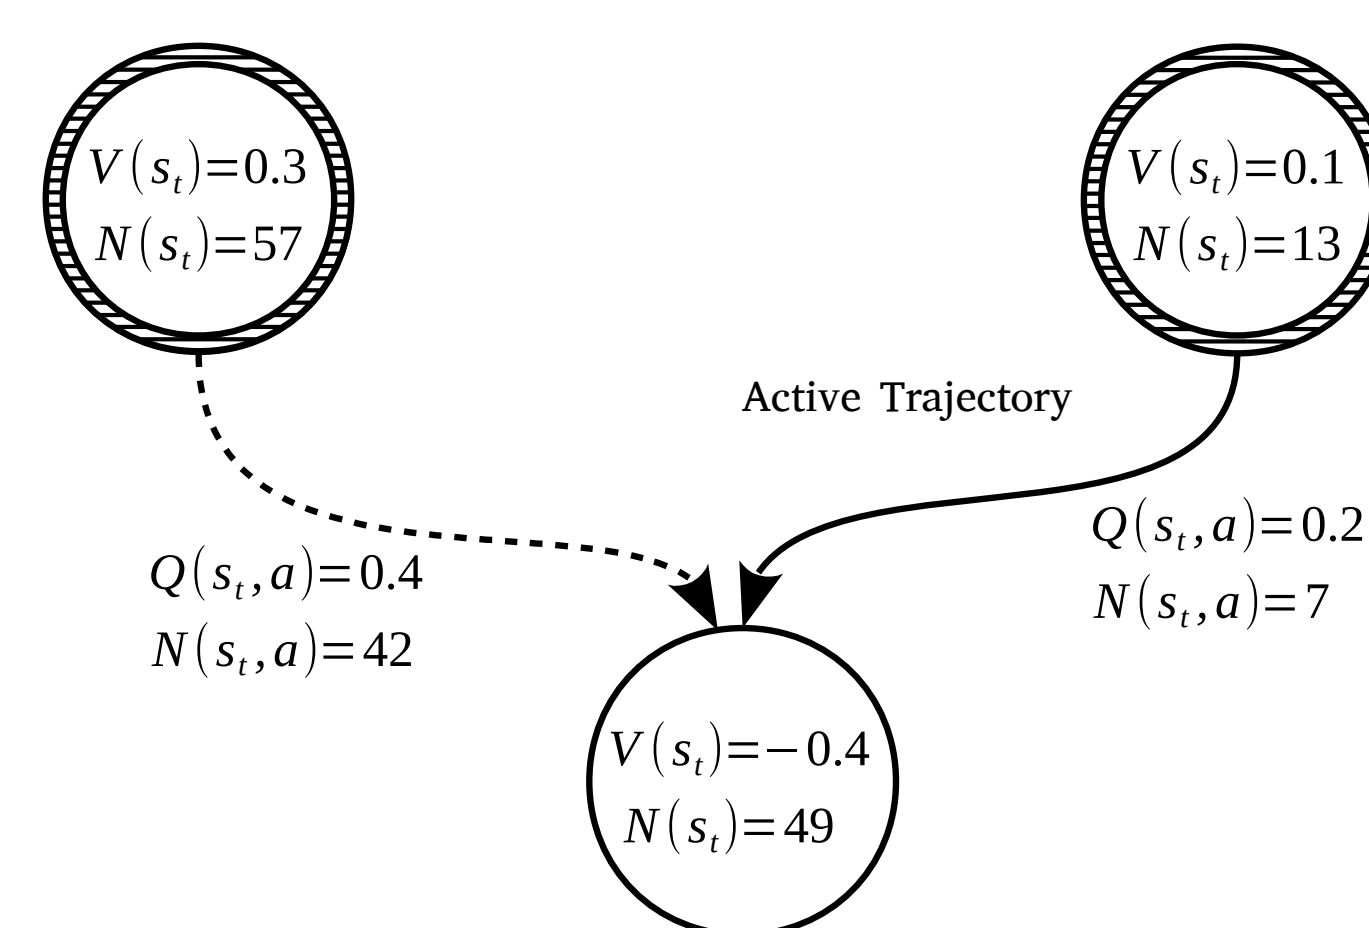 V(s_t)=0.3
N(s_t)=57
V(s_t)=0.1
N(s_t)=13
Active Trajectory
Q(s_t,a)=0.2
N(s_t,a)=7
Q(s_t,a)=0.4
N(s_t,a)=42
V(s_t)=−0.4
N(s_t)=49